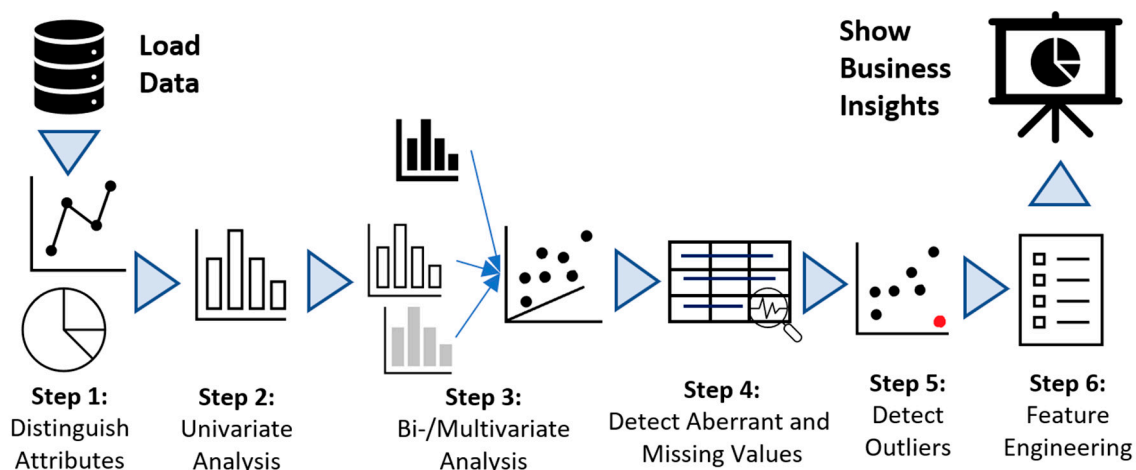 Load
Data
Show
Business
Insights
Step 1:
Distinguish
Attributes
Step 2:
Univariate
Analysis
Step 3:
Bi-/Multivariate
Analysis
Step 4:
Detect Aberrant and
Missing Values
Step 5:
Detect
Outliers
Step 6:
Feature
Engineering